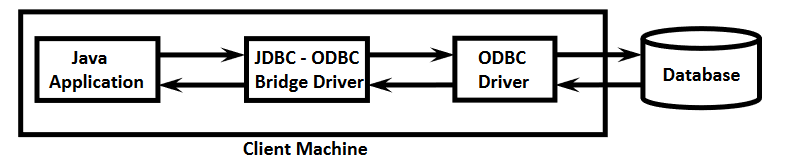 Java
Application
JDBC - ODBC
Bridge Driver
ODBC
Driver
Database
Client Machine